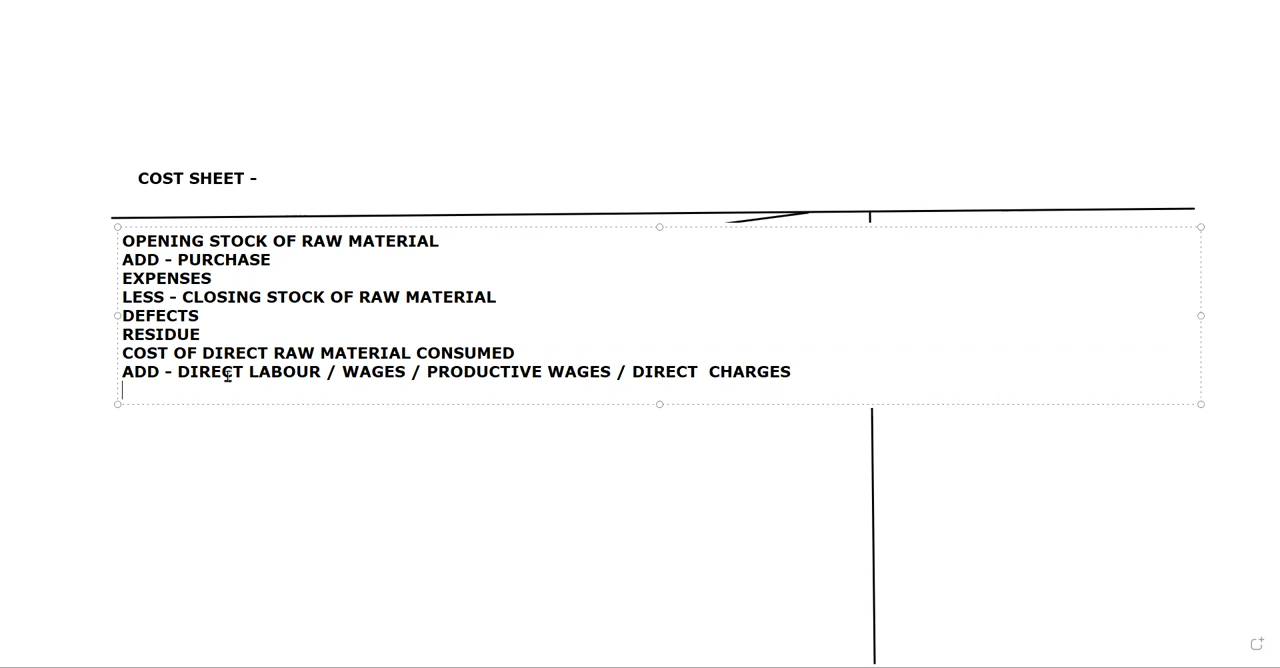 COST SHEET -
OPENING STOCK OF RAW MATERIAL
ADD - PURCHASE
EXPENSES
LESS - CLOSING STOCK OF RAW MATERIAL
DEFECTS
RESIDUE
COST OF DIRECT RAW MATERIAL CONSUMED
ADD - DIRECT LABOUR / WAGES / PRODUCTIVE WAGES / DIRECT  CHARGES